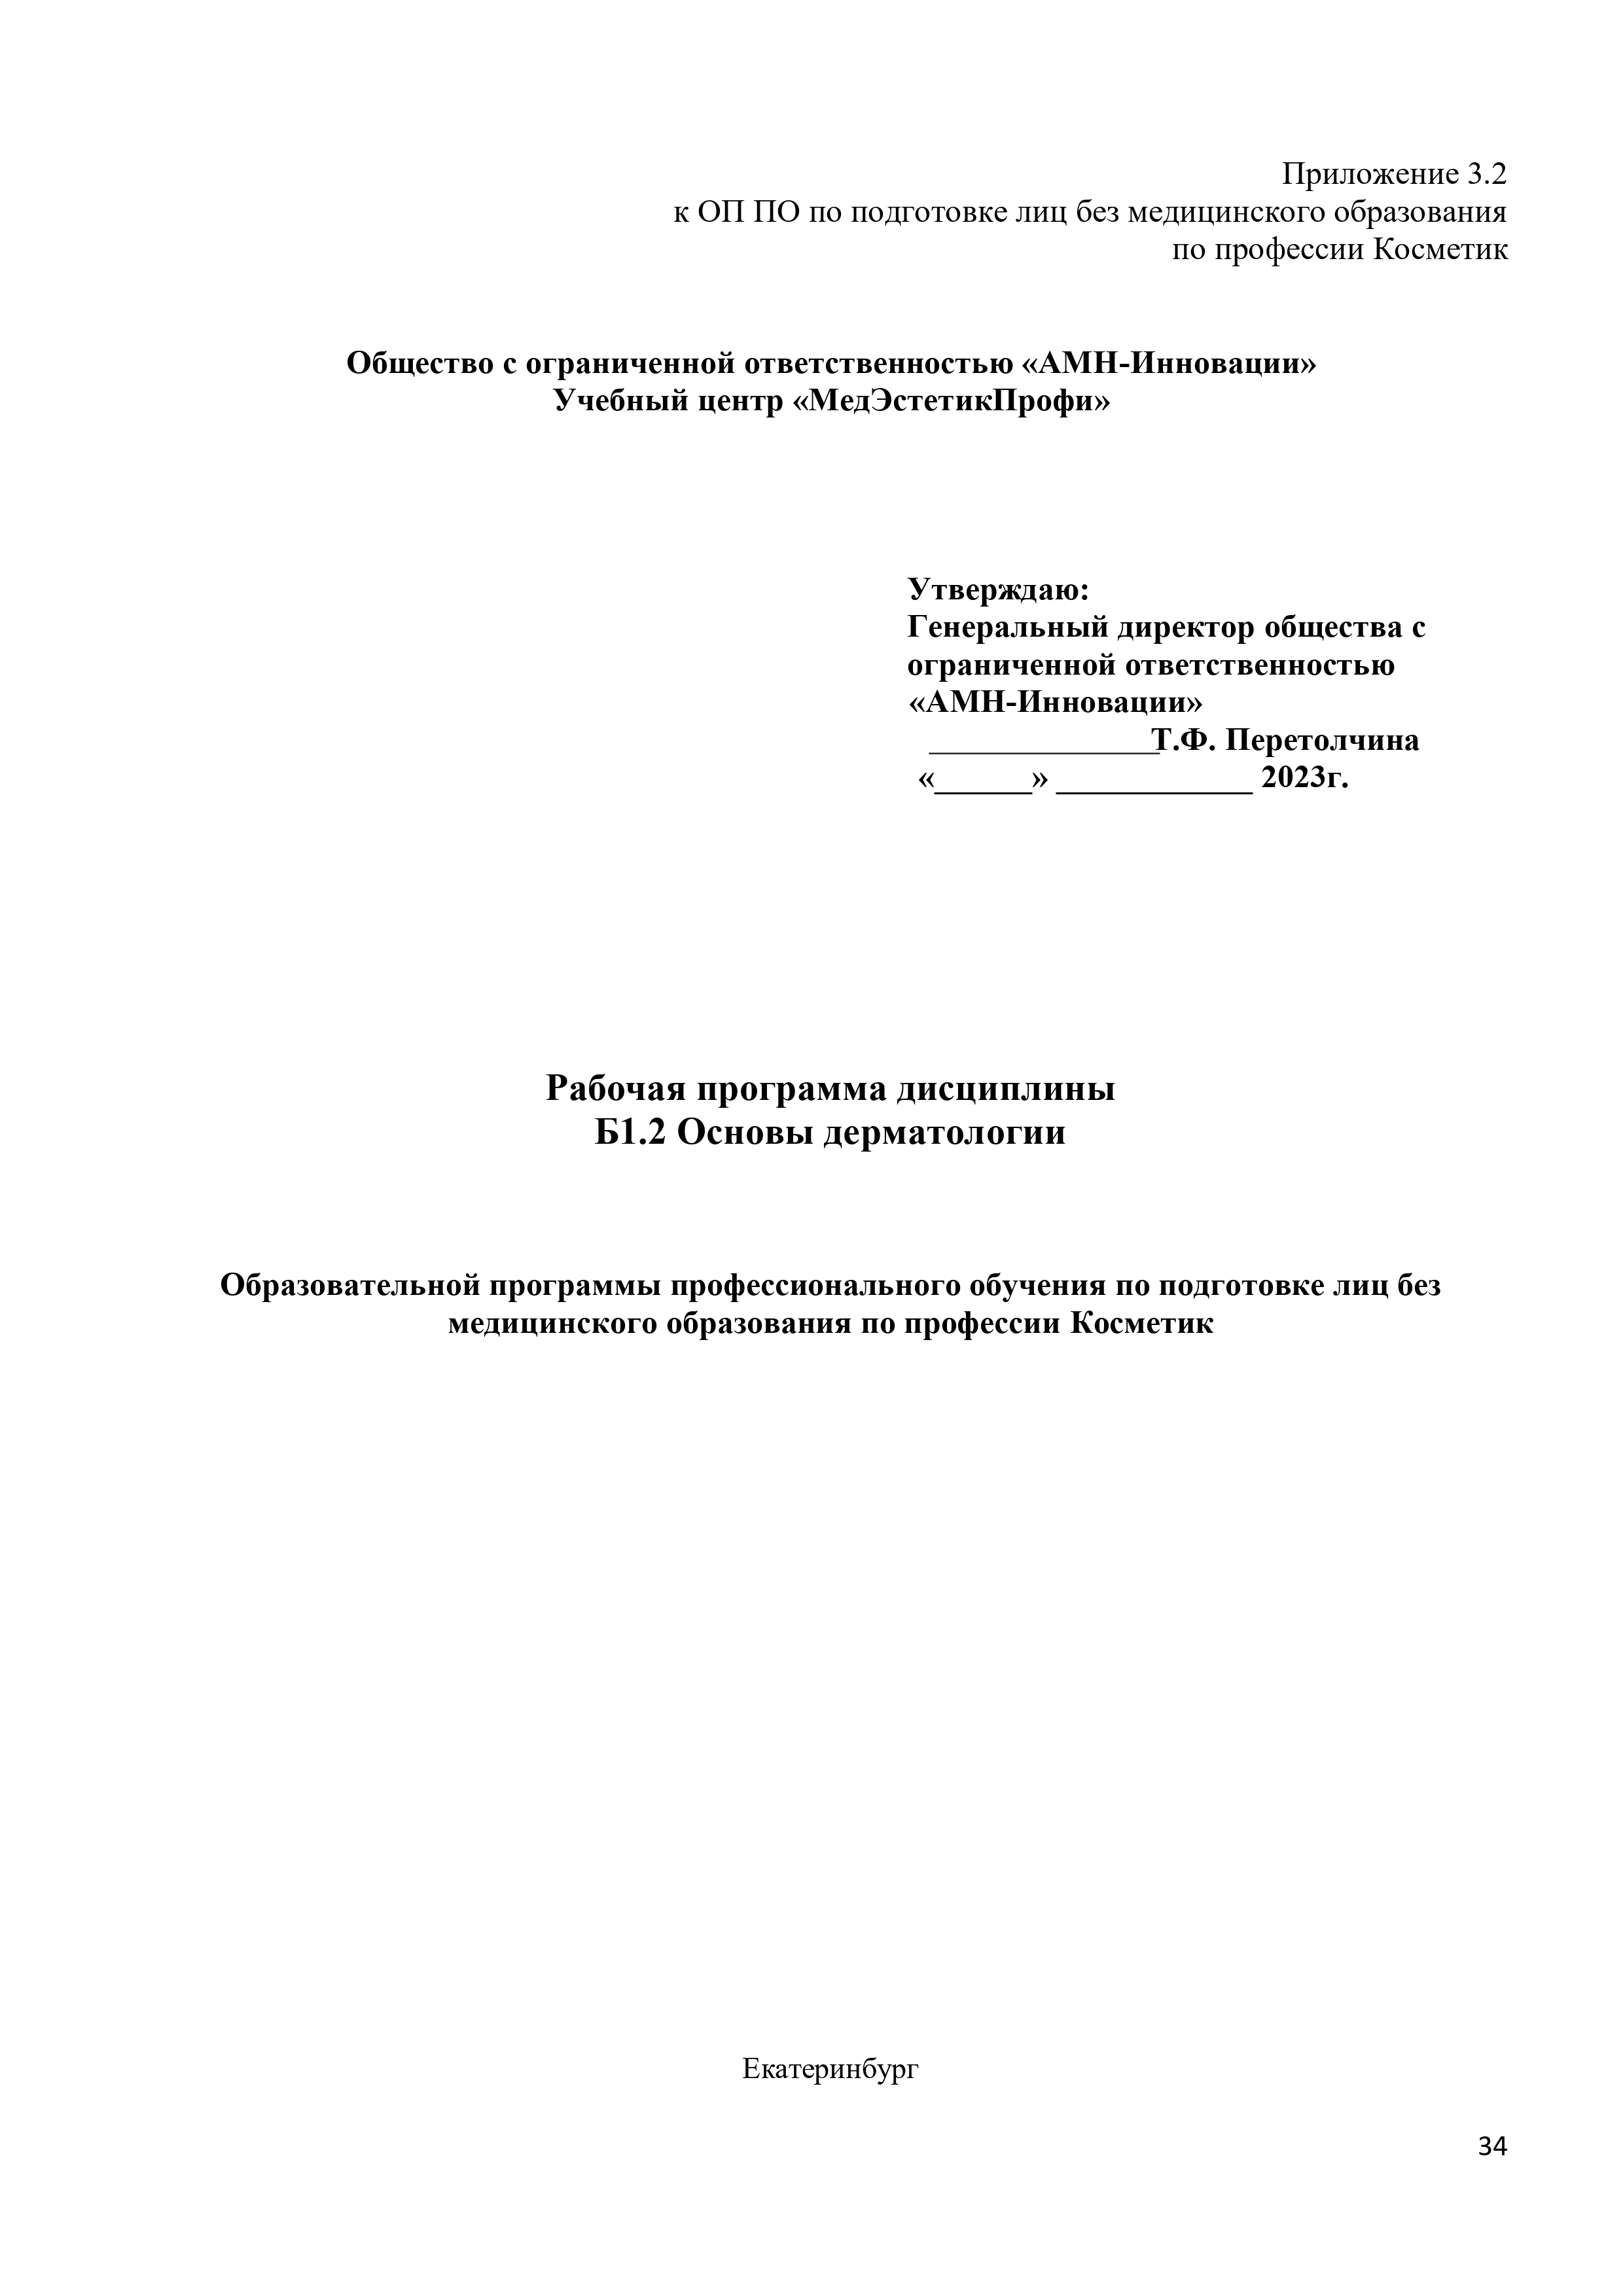 Приложение 3.2
к ОП ПО по подготовке лиц без медицинского образования
по профессии Косметик
Общество с ограниченной ответственностью «АМН-Инновации»
Учебный центр «МедЭстетикПрофи»
Утверждаю:
Генеральный директор общества с
ограниченной ответственностью
«АМН-Инновации»
______________Т.Ф. Перетолчина
«______» ____________ 2023г.
Рабочая программа дисциплины
Б1.2 Основы дерматологии
Образовательной программы профессионального обучения по подготовке лиц без
медицинского образования по профессии Косметик
Екатеринбург
34